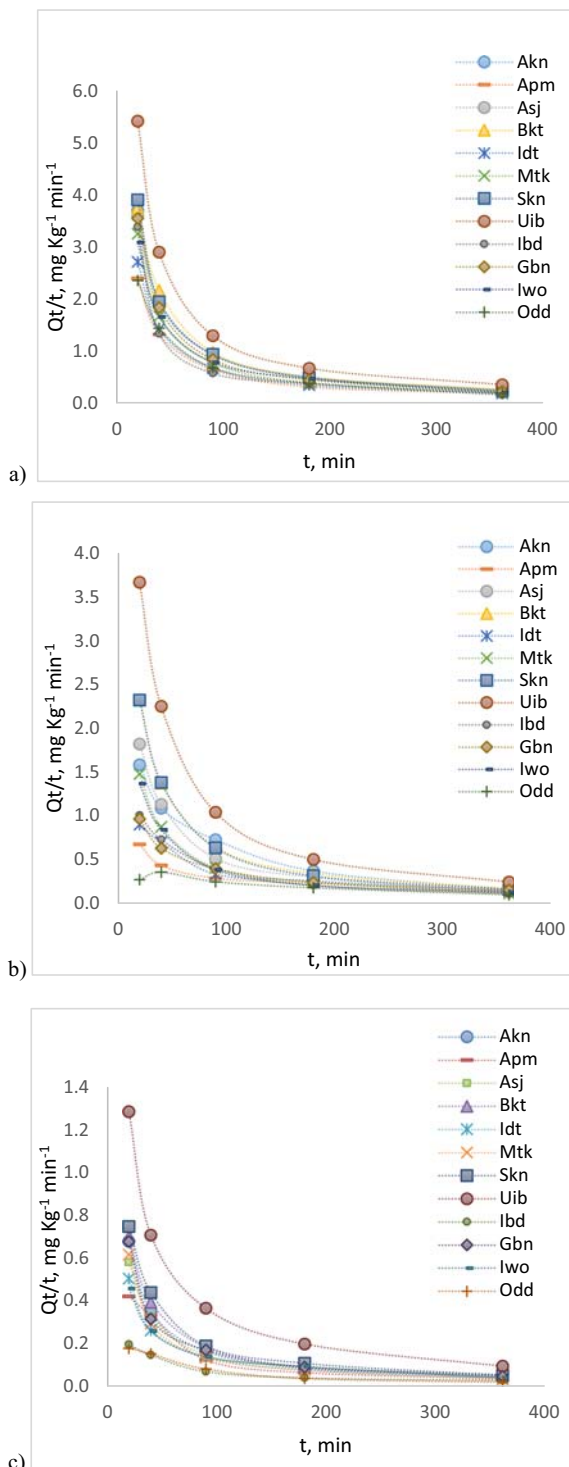 Akn
Apm
Asj
Bkt
Idt
Mtk
Skn
Uib
Ibd
Gbn
Iwo
Odd
6.0
5.0
4.0
3.0
2.0
1.0
0.0
Qt/t, mg Kg⁻¹ min⁻¹
0 100 200 300 400
t, min
a)
Akn
Apm
Asj
Bkt
Idt
Mtk
Skn
Uib
Ibd
Gbn
Iwo
Odd
4.0
3.5
3.0
2.5
2.0
1.5
1.0
0.5
0.0
Qt/t, mg Kg⁻¹ min⁻¹
0 100 200 300 400
t, min
b)
Akn
Apm
Asj
Bkt
Idt
Mtk
Skn
Uib
Ibd
Gbn
Iwo
Odd
1.4
1.2
1.0
0.8
0.6
0.4
0.2
0.0
Qt/t, mg Kg⁻¹ min⁻¹
0 100 200 300 400
t, min
c)